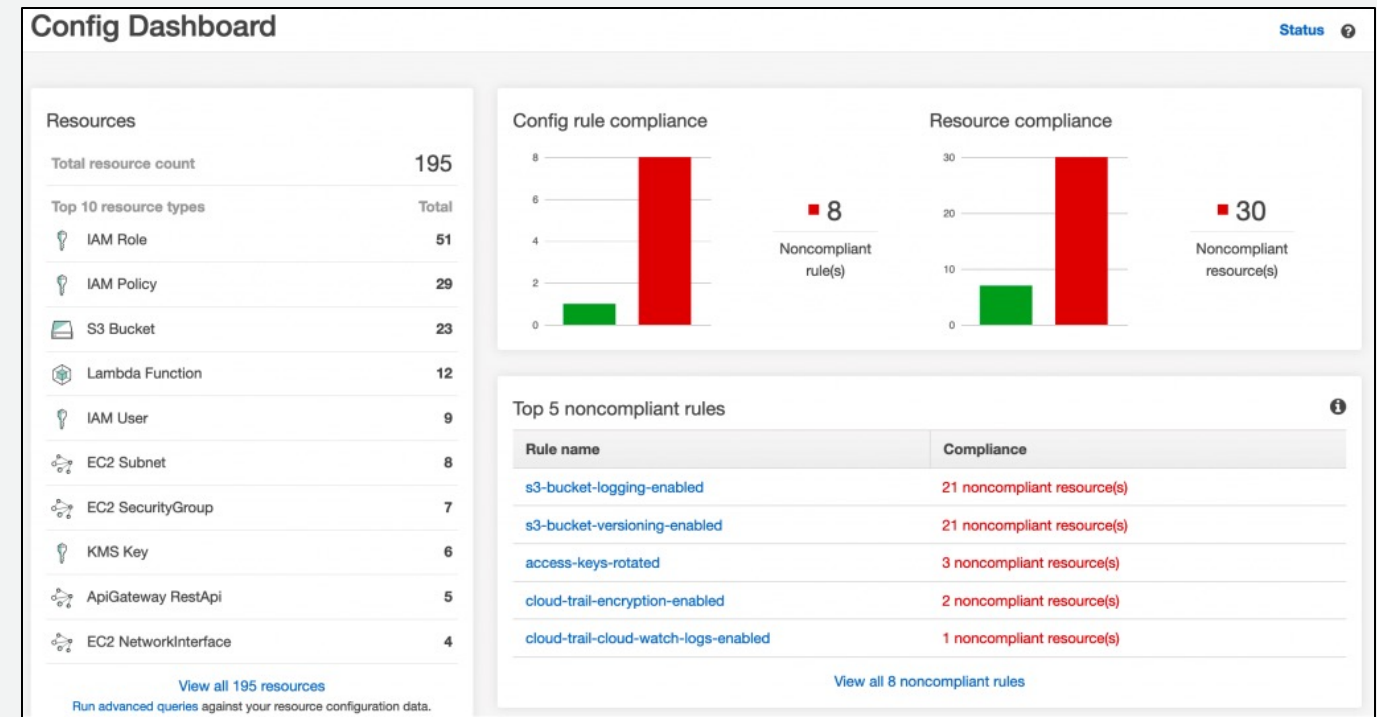 Config Dashboard
Status
Resources
Total resource count 195
Top 10 resource types Total
IAM Role 51
IAM Policy 29
S3 Bucket 23
Lambda Function 12
IAM User 9
EC2 Subnet 8
EC2 SecurityGroup 7
KMS Key 6
ApiGateway RestApi 5
EC2 NetworkInterface 4
View all 195 resources
Run advanced queries against your resource configuration data.
Config rule compliance
8
6
4
2
0
8
Noncompliant
rule(s)
Resource compliance
30
20
10
0
30
Noncompliant
resource(s)
Top 5 noncompliant rules
Rule name Compliance
s3-bucket-logging-enabled 21 noncompliant resource(s)
s3-bucket-versioning-enabled 21 noncompliant resource(s)
access-keys-rotated 3 noncompliant resource(s)
cloud-trail-encryption-enabled 2 noncompliant resource(s)
cloud-trail-cloud-watch-logs-enabled 1 noncompliant resource(s)
View all 8 noncompliant rules